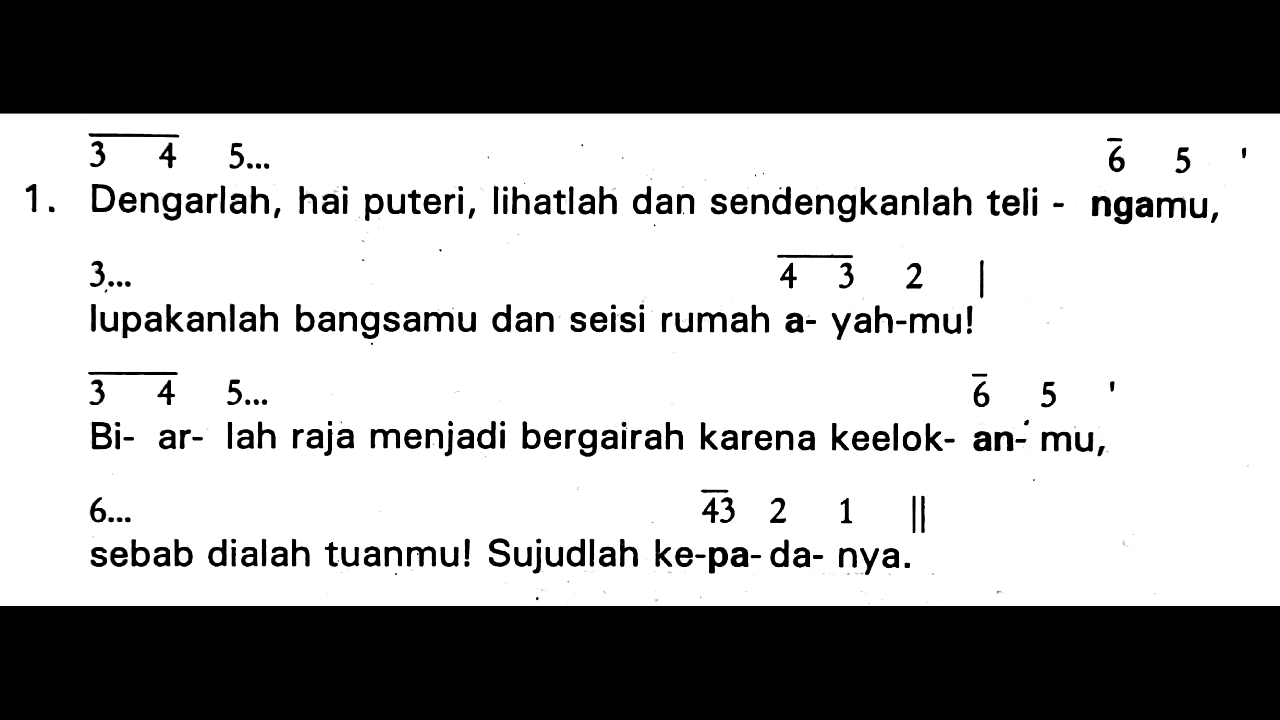 3 4 5... 6 5 '
1. Dengarlah, hai puteri, lihatlah dan sendengkanlah teli - ngamu,
3... 4 3 2 |
lupakanlah bangsamu dan seisi rumah a- yah-mu!
3 4 5... 6 5 '
Bi- ar- lah raja menjadi bergairah karena keelok- an- mu,
6... 43 2 1 ||
sebab dialah tuanmu! Sujudlah ke-pa- da- nya.